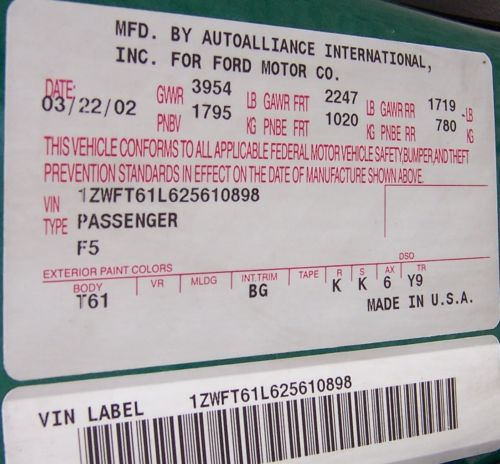 MFD. BY AUTOALLIANCE INTERNATIONAL,
INC. FOR FORD MOTOR CO.
DATE: 03/22/02 GVWR 3954 LB GAWR FRT 2247 LB GAWR RR 1719 LB
PNBV 1795 KG PNBE FRT 1020 KG PNBE RR 780 KG
THIS VEHICLE CONFORMS TO ALL APPLICABLE FEDERAL MOTOR VEHICLE SAFETY, BUMPER, AND THEFT
PREVENTION STANDARDS IN EFFECT ON THE DATE OF MANUFACTURE SHOWN ABOVE.
VIN 1ZWFT61L625610898
TYPE PASSENGER
F5
EXTERIOR PAINT COLORS DSO
BODY VR MLDG INT.TRIM TAPE R S AX TR
T61 BG K K 6 Y9
MADE IN U.S.A.
VIN LABEL 1ZWFT61L625610898